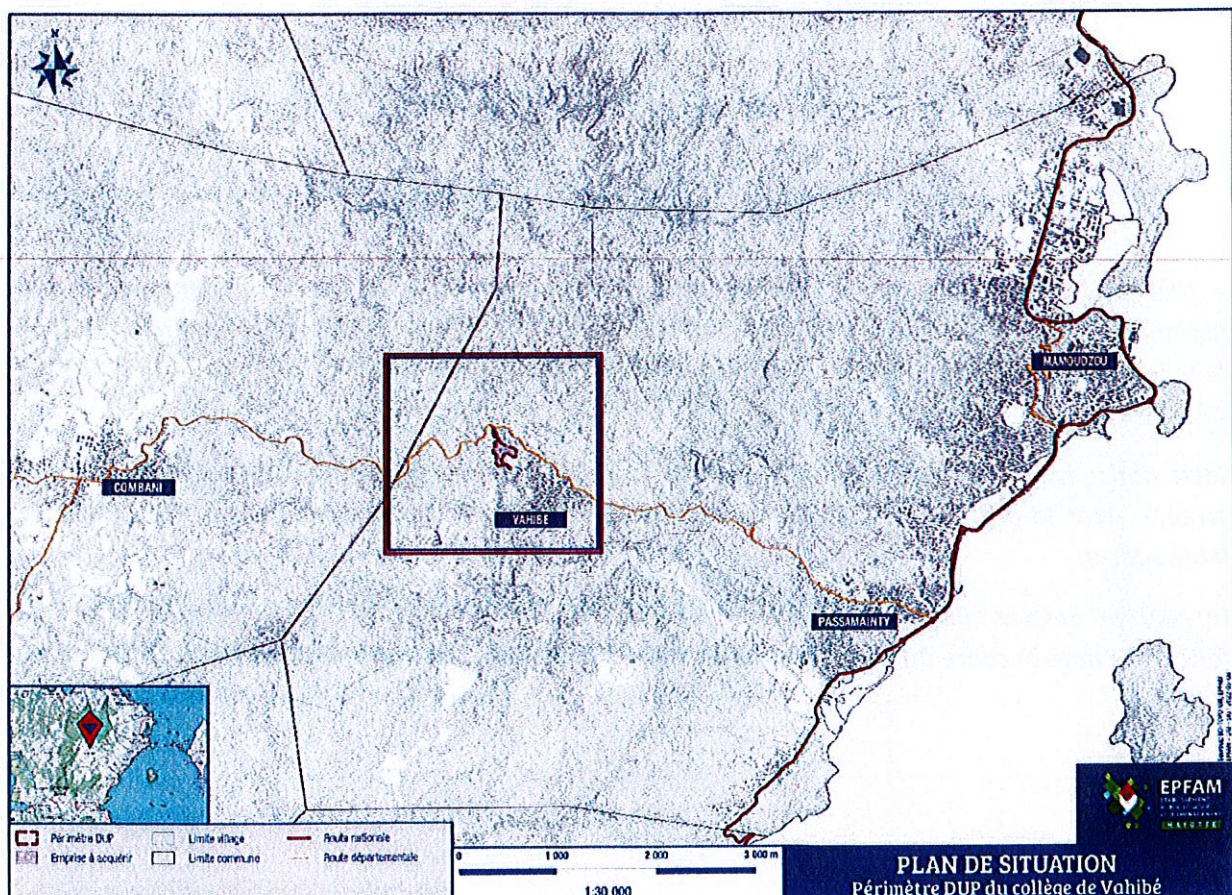 N
MAMOUDZOU
COMBANI
VAHIBE
PASSAMAINTY
EPFAM
MAYOTTE
Périmètre DUP
Limite village
Route nationale
Emprise à acquérir
Limite commune
Route départementale
0 1 000 2 000 3 000 m
1:30 000
PLAN DE SITUATION
Périmètre DUP du collège de Vahibé